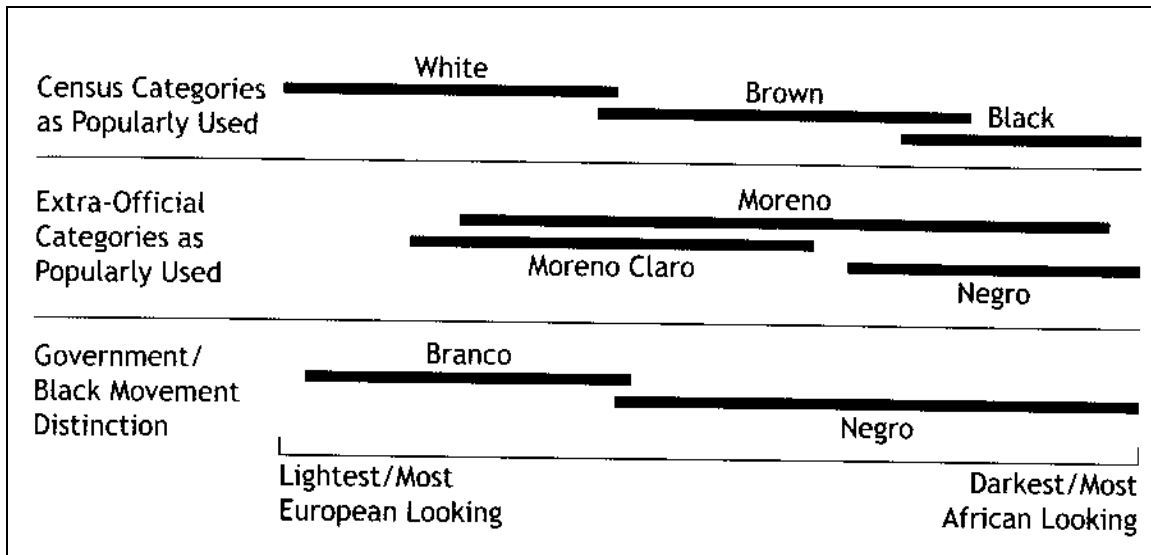 White
Census Categories
as Popularly Used
Brown
Black
Extra-Official
Categories as
Popularly Used
Moreno
Moreno Claro
Negro
Government/
Black Movement
Distinction
Branco
Negro
Lightest/Most
European Looking
Darkest/Most
African Looking